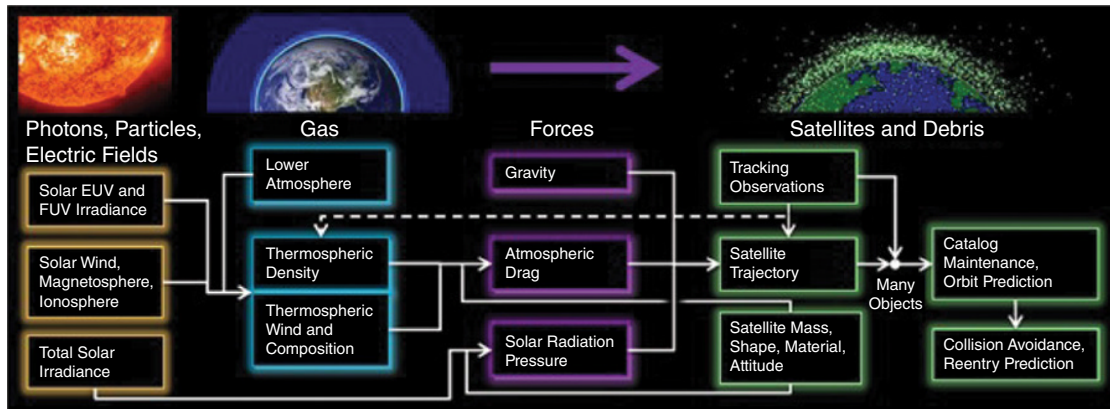 Photons, Particles,
Electric Fields
Gas
Forces
Satellites and Debris
Solar EUV and
FUV Irradiance
Solar Wind,
Magnetosphere,
Ionosphere
Total Solar
Irradiance
Lower
Atmosphere
Thermospheric
Density
Thermospheric
Wind and
Composition
Gravity
Atmospheric
Drag
Solar Radiation
Pressure
Tracking
Observations
Satellite
Trajectory
Satellite Mass,
Shape, Material,
Attitude
Many
Objects
Catalog
Maintenance,
Orbit Prediction
Collision Avoidance,
Reentry Prediction